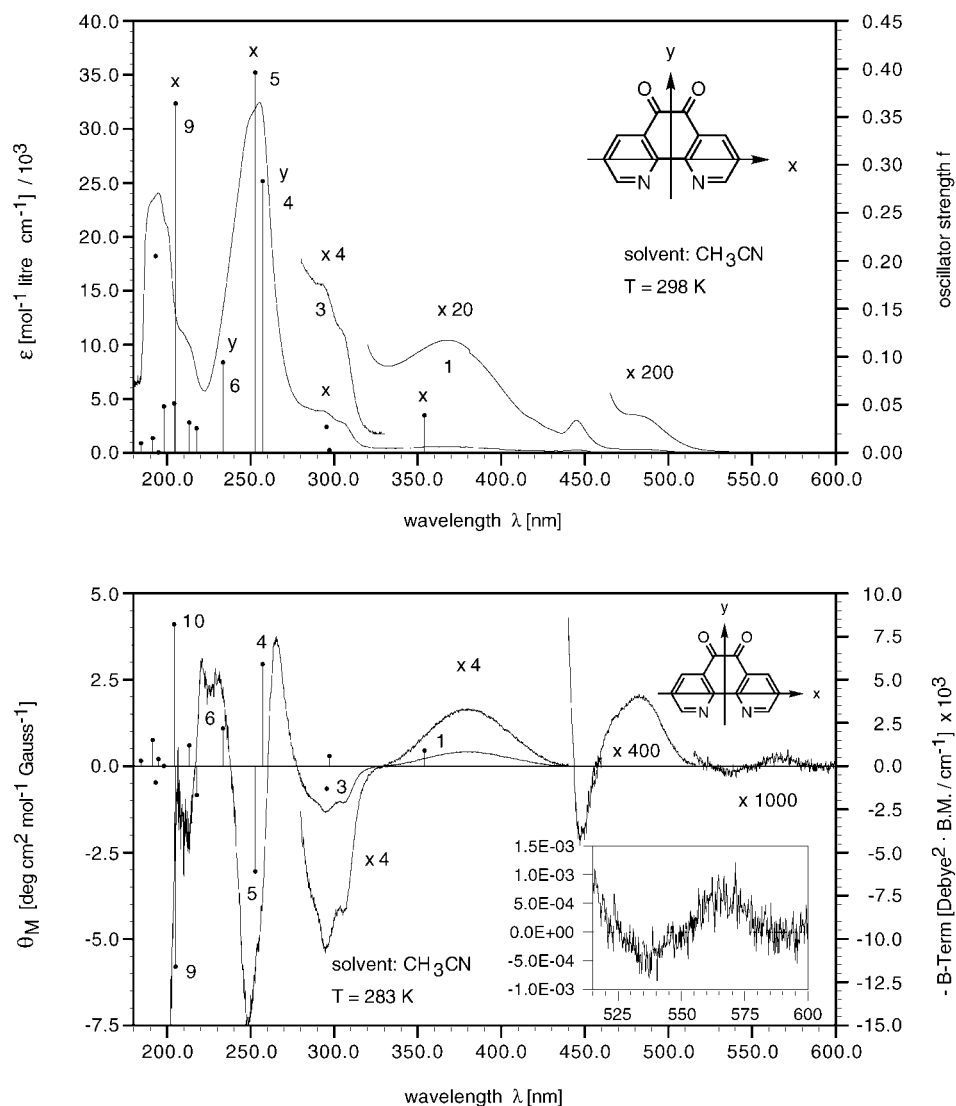 40.0 0.45
x x
5
y
35.0 0.40
9
O O
30.0 0.35
y
4
x
25.0 0.30
N N
x 4
20.0 solvent: CH3CN 0.25
3
T = 298 K
15.0 0.20
x 20
10.0 0.15
y
1
x 200
6
x x
5.0 0.10
0.05
0.0 0.00
200.0 250.0 300.0 350.0 400.0 450.0 500.0 550.0 600.0
wavelength λ [nm]
ε [mol-1 litre cm-1] / 10^3
oscillator strength f
5.0 10.0
10
4
y
O O
7.5
x 4
x
N N
2.5 5.0
6
1
x 400
2.5
0.0 0.0
3
x 1000
-2.5 -2.5
x 4
5
1.5E-03
-5.0
1.0E-03
5.0E-04
-7.5
0.0E+00
-5.0 -10.0
9
solvent: CH3CN
-5.0E-04
T = 283 K
-1.0E-03
-12.5
525 550 575 600
-7.5 -15.0
200.0 250.0 300.0 350.0 400.0 450.0 500.0 550.0 600.0
wavelength λ [nm]
θM [deg cm2 mol-1 Gauss-1]
- B-Term [Debye2 · B.M. / cm-1] x 10^3